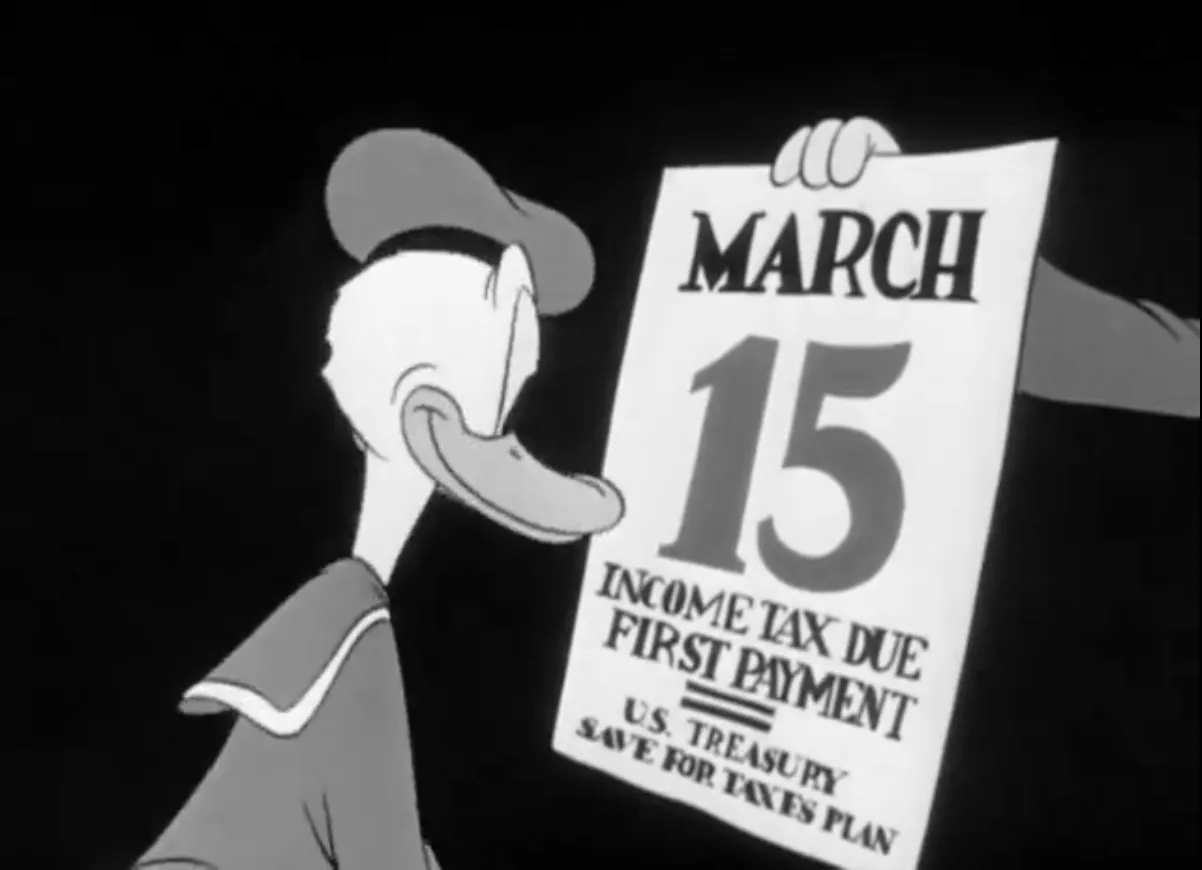 MARCH
15
INCOME TAX DUE
FIRST PAYMENT
U.S. TREASURY
SAVE FOR TAXES PLAN